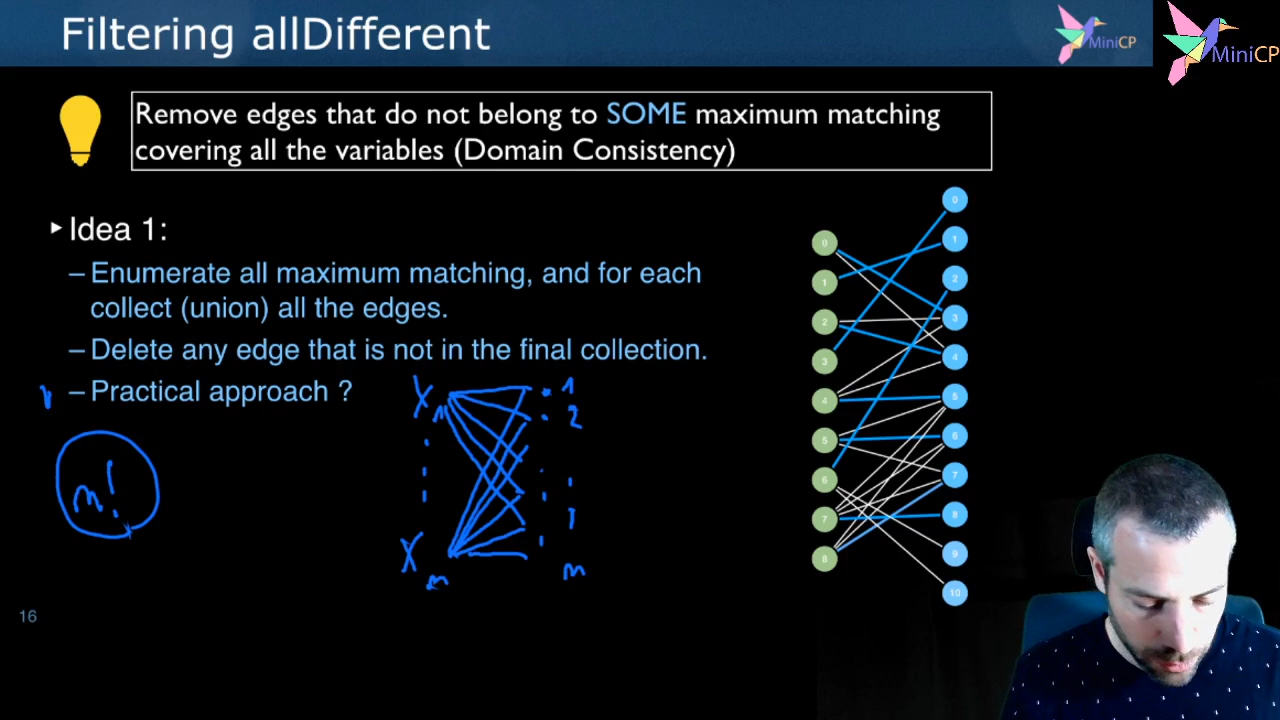 Filtering allDifferent
MiniCP
MiniCP
Remove edges that do not belong to SOME maximum matching
covering all the variables (Domain Consistency)
▸ Idea 1:
– Enumerate all maximum matching, and for each
collect (union) all the edges.
– Delete any edge that is not in the final collection.
– Practical approach ?
n!
X1
Xn
1
2
n
0
1
2
3
4
5
6
7
8
0
1
2
3
4
5
6
7
8
9
10
16